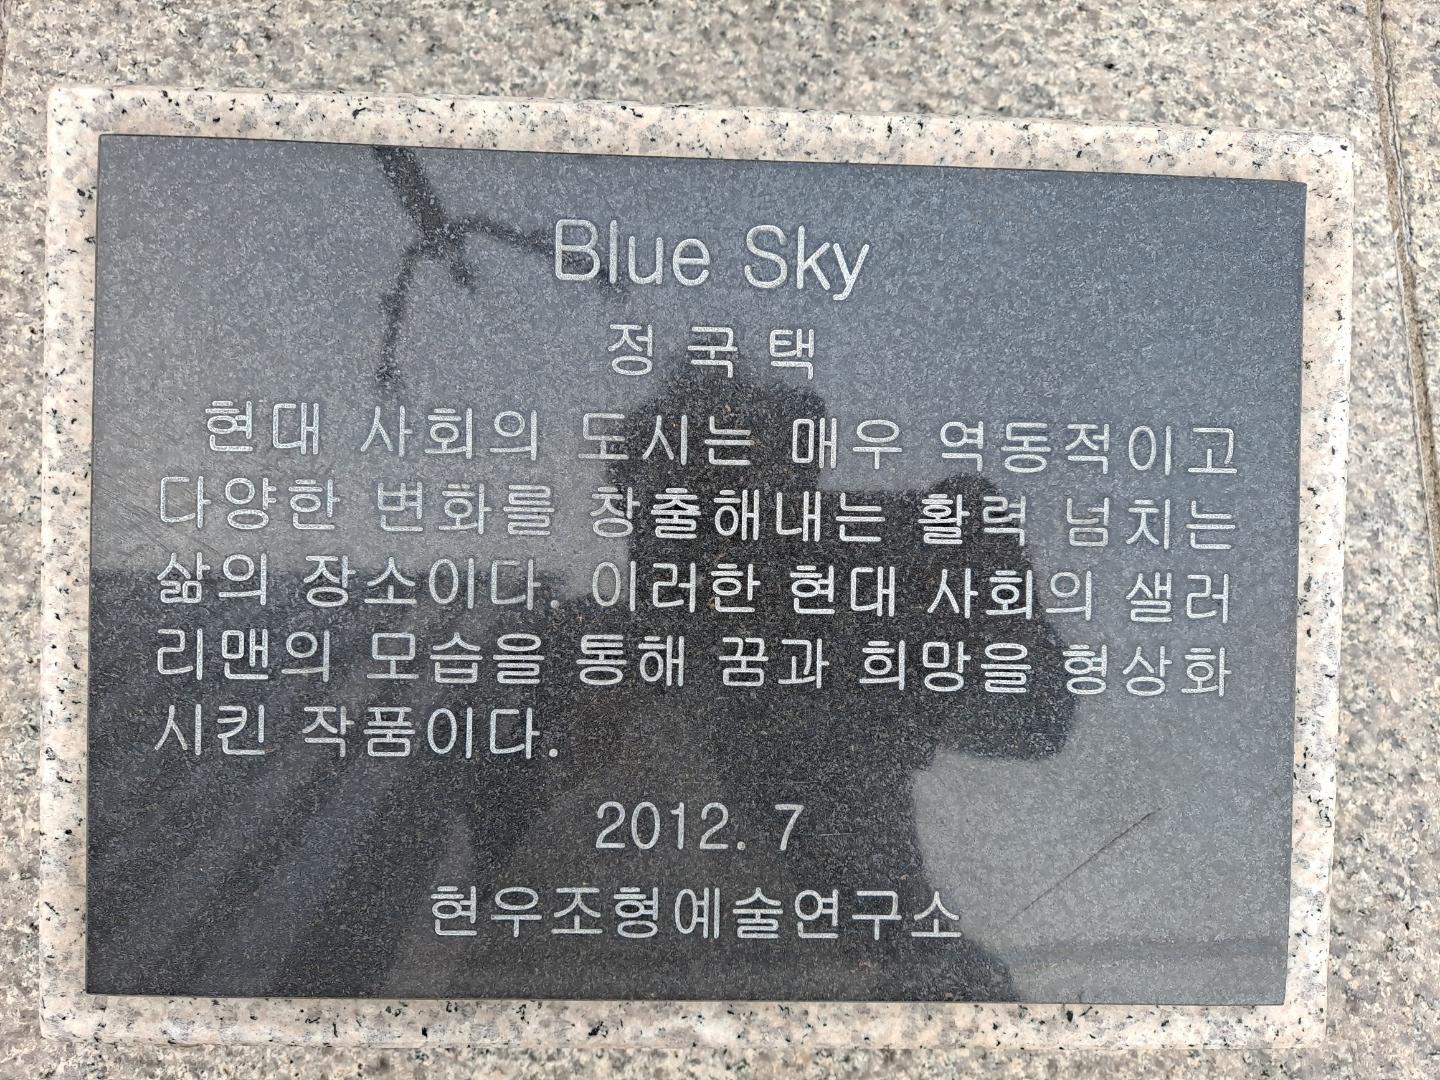 Blue Sky
정 국 택
현대 사회의 도시는 매우 역동적이고
다양한 변화를 창출해내는 활력 넘치는
삶의 장소이다. 이러한 현대 사회의 샐러
리맨의 모습을 통해 꿈과 희망을 형상화
시킨 작품이다.
2012. 7
현우조형예술연구소